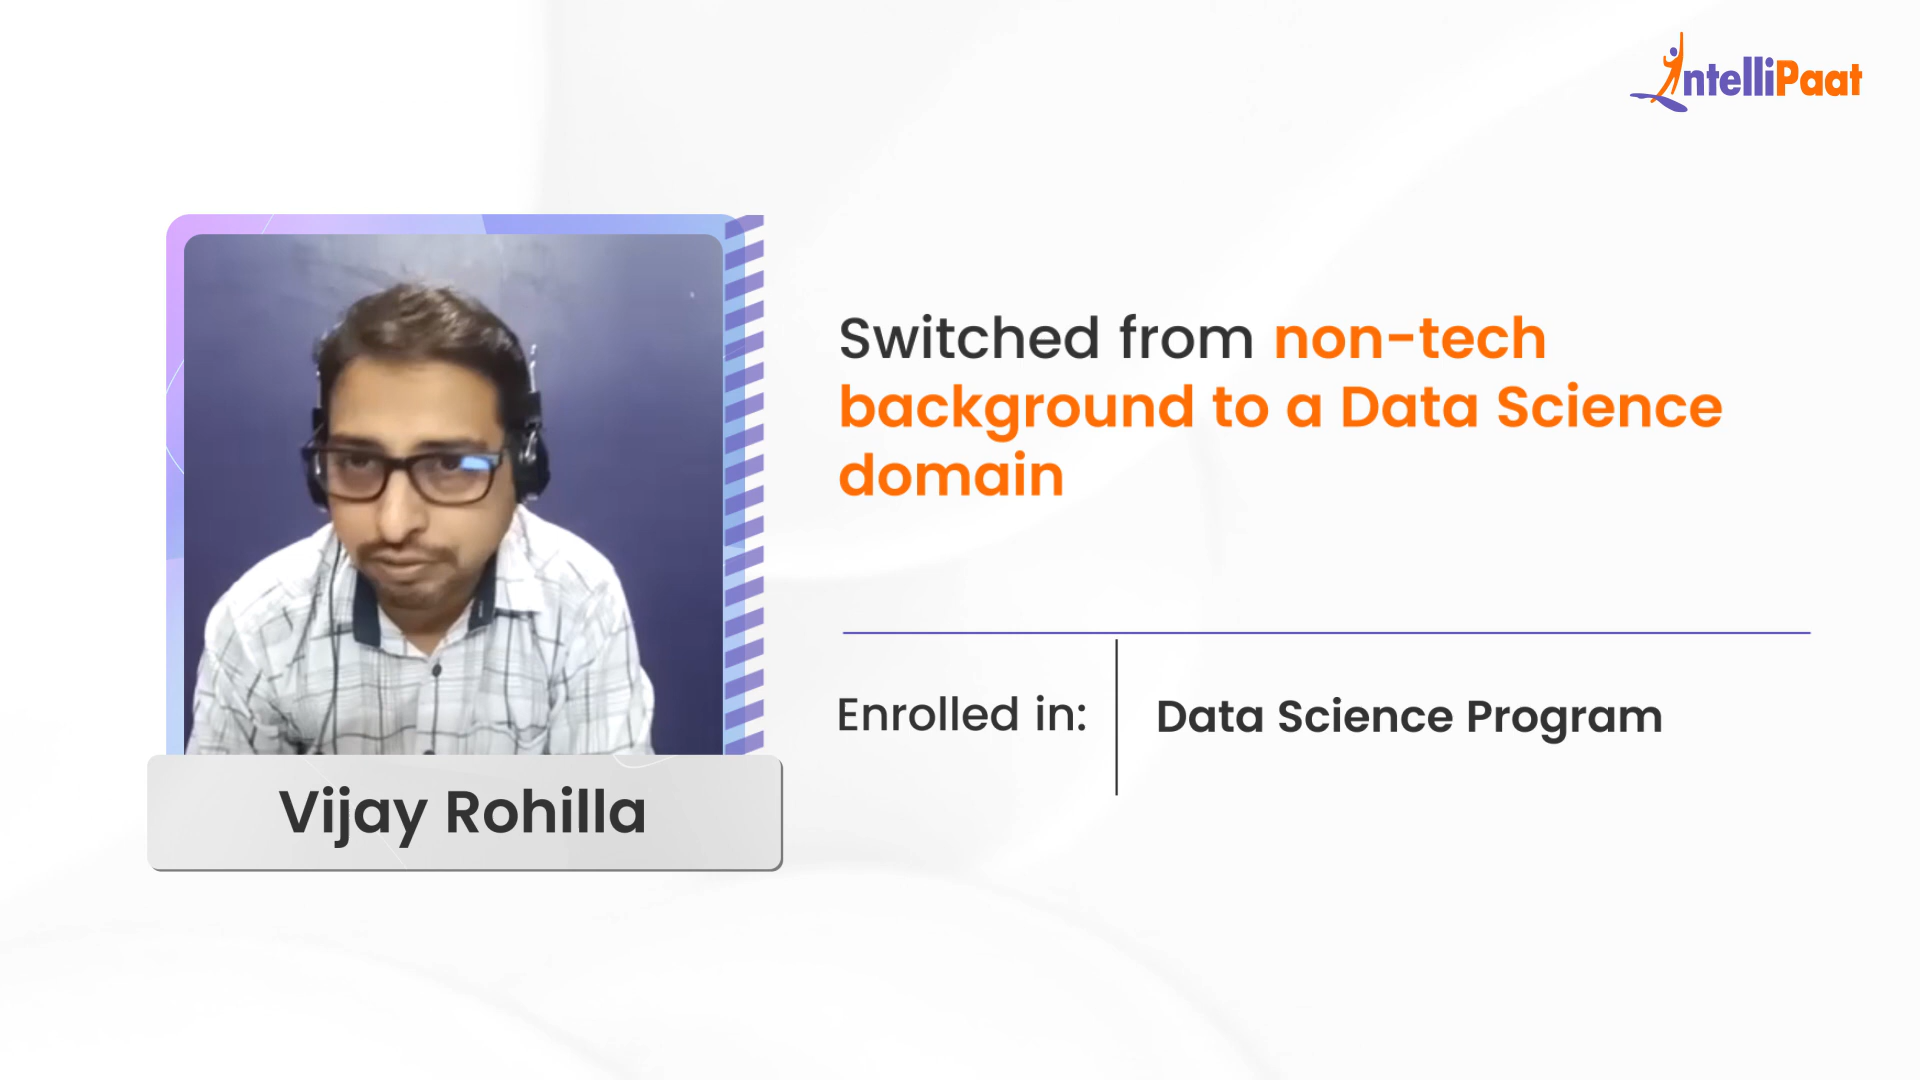 IntelliPaat
Switched from non-tech
background to a Data Science
domain
Enrolled in:
Data Science Program
Vijay Rohilla